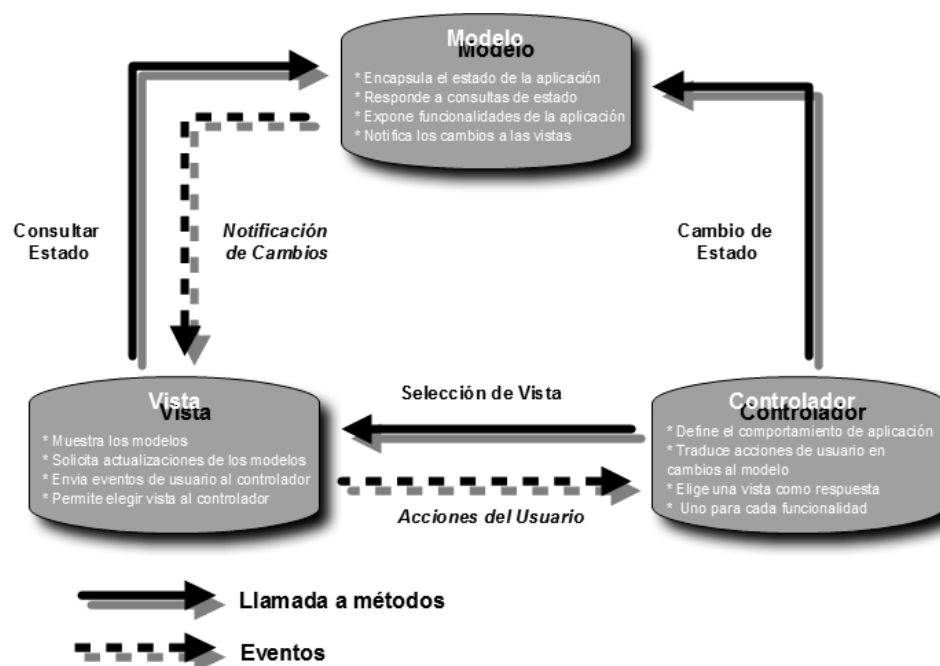 Modelo
* Encapsula el estado de la aplicación
* Responde a consultas de estado
* Expone funcionalidades de la aplicación
* Notifica los cambios a las vistas
Consultar
Estado
Notificación
de Cambios
Cambio de
Estado
Vista
* Muestra los modelos
* Solicita actualizaciones de los modelos
* Envia eventos de usuario al controlador
* Permite elegir vista al controlador
Selección de Vista
Acciones del Usuario
Controlador
* Define el comportamiento de aplicación
* Traduce acciones de usuario en
cambios al modelo
* Elige una vista como respuesta
* Uno para cada funcionalidad
Llamada a métodos
Eventos